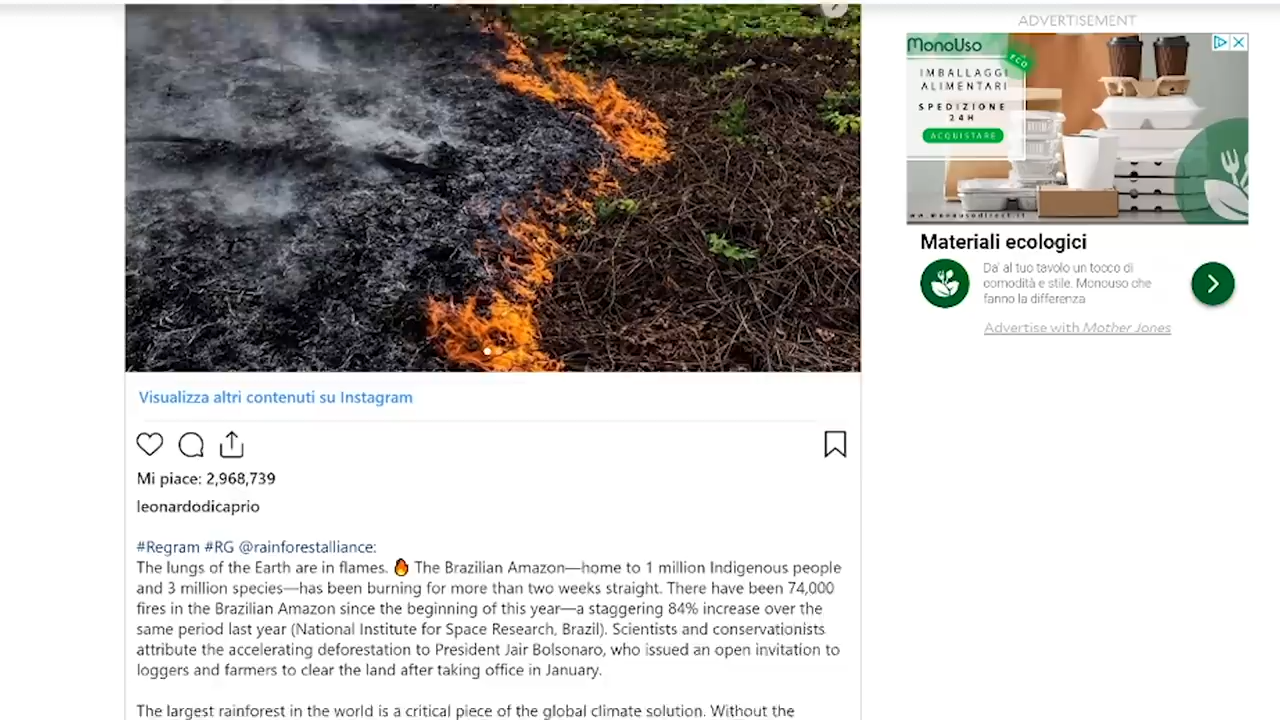 ADVERTISEMENT
MonoUso
ECO
IMBALLAGGI
ALIMENTARI
SPEDIZIONE
24H
ACQUISTARE
www.monousodirect.it
Materiali ecologici
Da' al tuo tavolo un tocco di
comodità e stile. Monouso che
fanno la differenza
Advertise with Mother Jones
Visualizza altri contenuti su Instagram
Mi piace: 2,968,739
leonardodicaprio
#Regram #RG @rainforestalliance:
The lungs of the Earth are in flames. 🔥 The Brazilian Amazon—home to 1 million Indigenous people
and 3 million species—has been burning for more than two weeks straight. There have been 74,000
fires in the Brazilian Amazon since the beginning of this year—a staggering 84% increase over the
same period last year (National Institute for Space Research, Brazil). Scientists and conservationists
attribute the accelerating deforestation to President Jair Bolsonaro, who issued an open invitation to
loggers and farmers to clear the land after taking office in January.
The largest rainforest in the world is a critical piece of the global climate solution. Without the